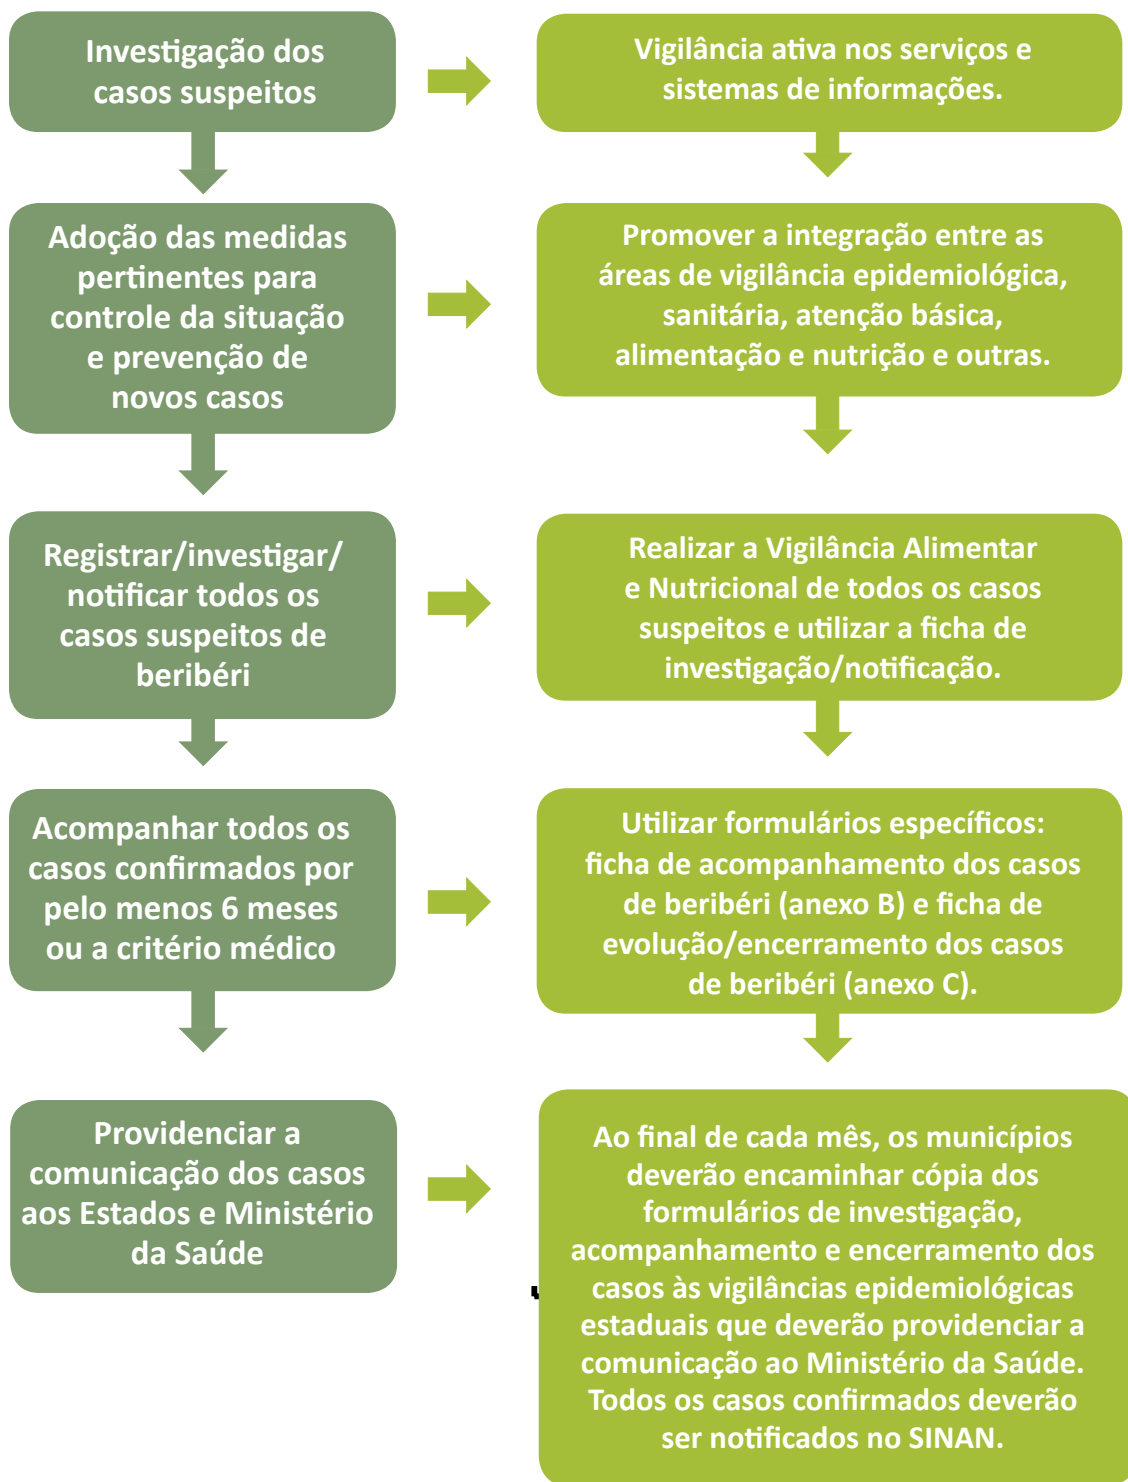 Investigação dos
casos suspeitos
Vigilância ativa nos serviços e
sistemas de informações.
Adoção das medidas
pertinentes para
controle da situação
e prevenção de
novos casos
Promover a integração entre as
áreas de vigilância epidemiológica,
sanitária, atenção básica,
alimentação e nutrição e outras.
Registrar/investigar/
notificar todos os
casos suspeitos de
beribéri
Realizar a Vigilância Alimentar
e Nutricional de todos os casos
suspeitos e utilizar a ficha de
investigação/notificação.
Acompanhar todos os
casos confirmados por
pelo menos 6 meses
ou a critério médico
Utilizar formulários específicos:
ficha de acompanhamento dos casos
de beribéri (anexo B) e ficha de
evolução/encerramento dos casos
de beribéri (anexo C).
Providenciar a
comunicação dos casos
aos Estados e Ministério
da Saúde
Ao final de cada mês, os municípios
deverão encaminhar cópia dos
formulários de investigação,
acompanhamento e encerramento dos
casos às vigilâncias epidemiológicas
estaduais que deverão providenciar a
comunicação ao Ministério da Saúde.
Todos os casos confirmados deverão
ser notificados no SINAN.